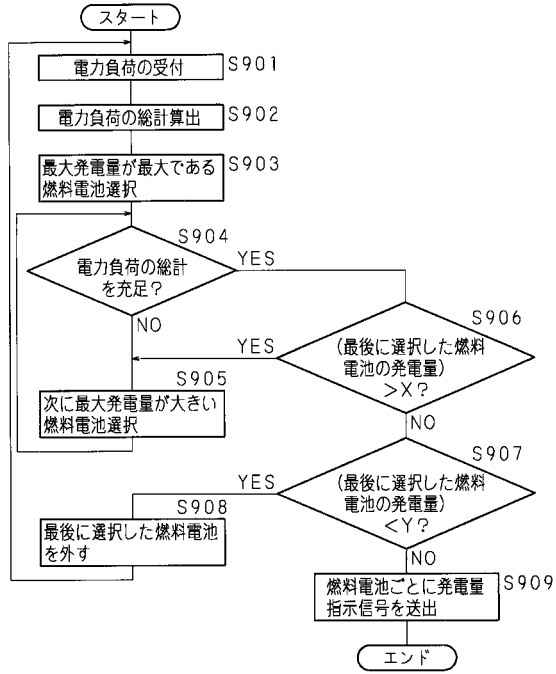 スタート
電力負荷の受付
S901
電力負荷の総計算出
S902
最大発電量が最大である
燃料電池選択
S903
S904
電力負荷の総計
を充足?
YES
NO
S906
(最後に選択した燃料
電池の発電量)
>X?
YES
NO
S905
次に最大発電量が大きい
燃料電池選択
S907
(最後に選択した燃料
電池の発電量)
<Y?
YES
NO
S908
最後に選択した燃料電池
を外す
燃料電池ごとに発電量
指示信号を送出
S909
エンド